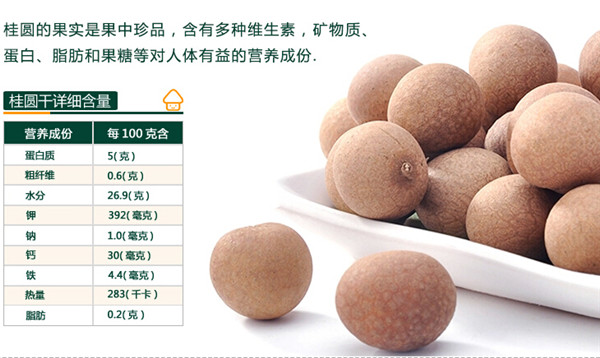 桂圆的果实是果中珍品，含有多种维生素，矿物质、
蛋白、脂肪和果糖等对人体有益的营养成份.
桂圆干详细含量
营养成份 每 100 克含
蛋白质 5( 克 )
粗纤维 0.6( 克 )
水分 26.9( 克 )
钾 392( 毫克 )
钠 1.0( 毫克 )
钙 30( 毫克 )
铁 4.4( 毫克 )
热量 283( 千卡 )
脂肪 0.2( 克 )